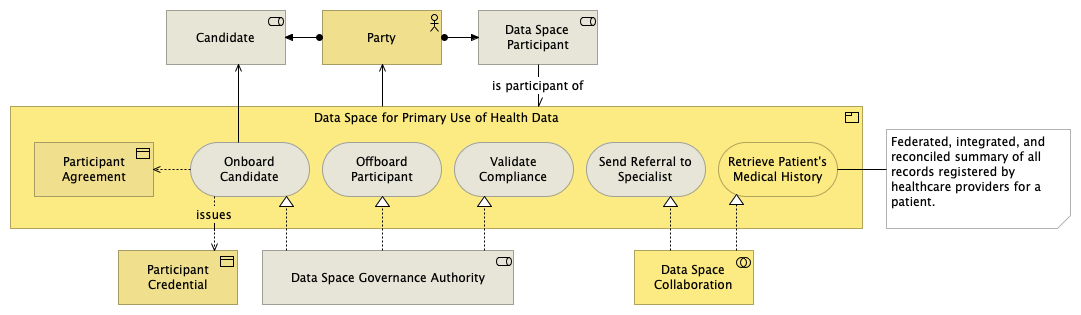 Candidate
Party
Data Space
Participant
is participant of
Data Space for Primary Use of Health Data
Participant
Agreement
Onboard
Candidate
Offboard
Participant
Validate
Compliance
Send Referral to
Specialist
Retrieve Patient's
Medical History
Federated, integrated, and
reconciled summary of all
records registered by
healthcare providers for a
patient.
issues
Participant
Credential
Data Space Governance Authority
Data Space
Collaboration